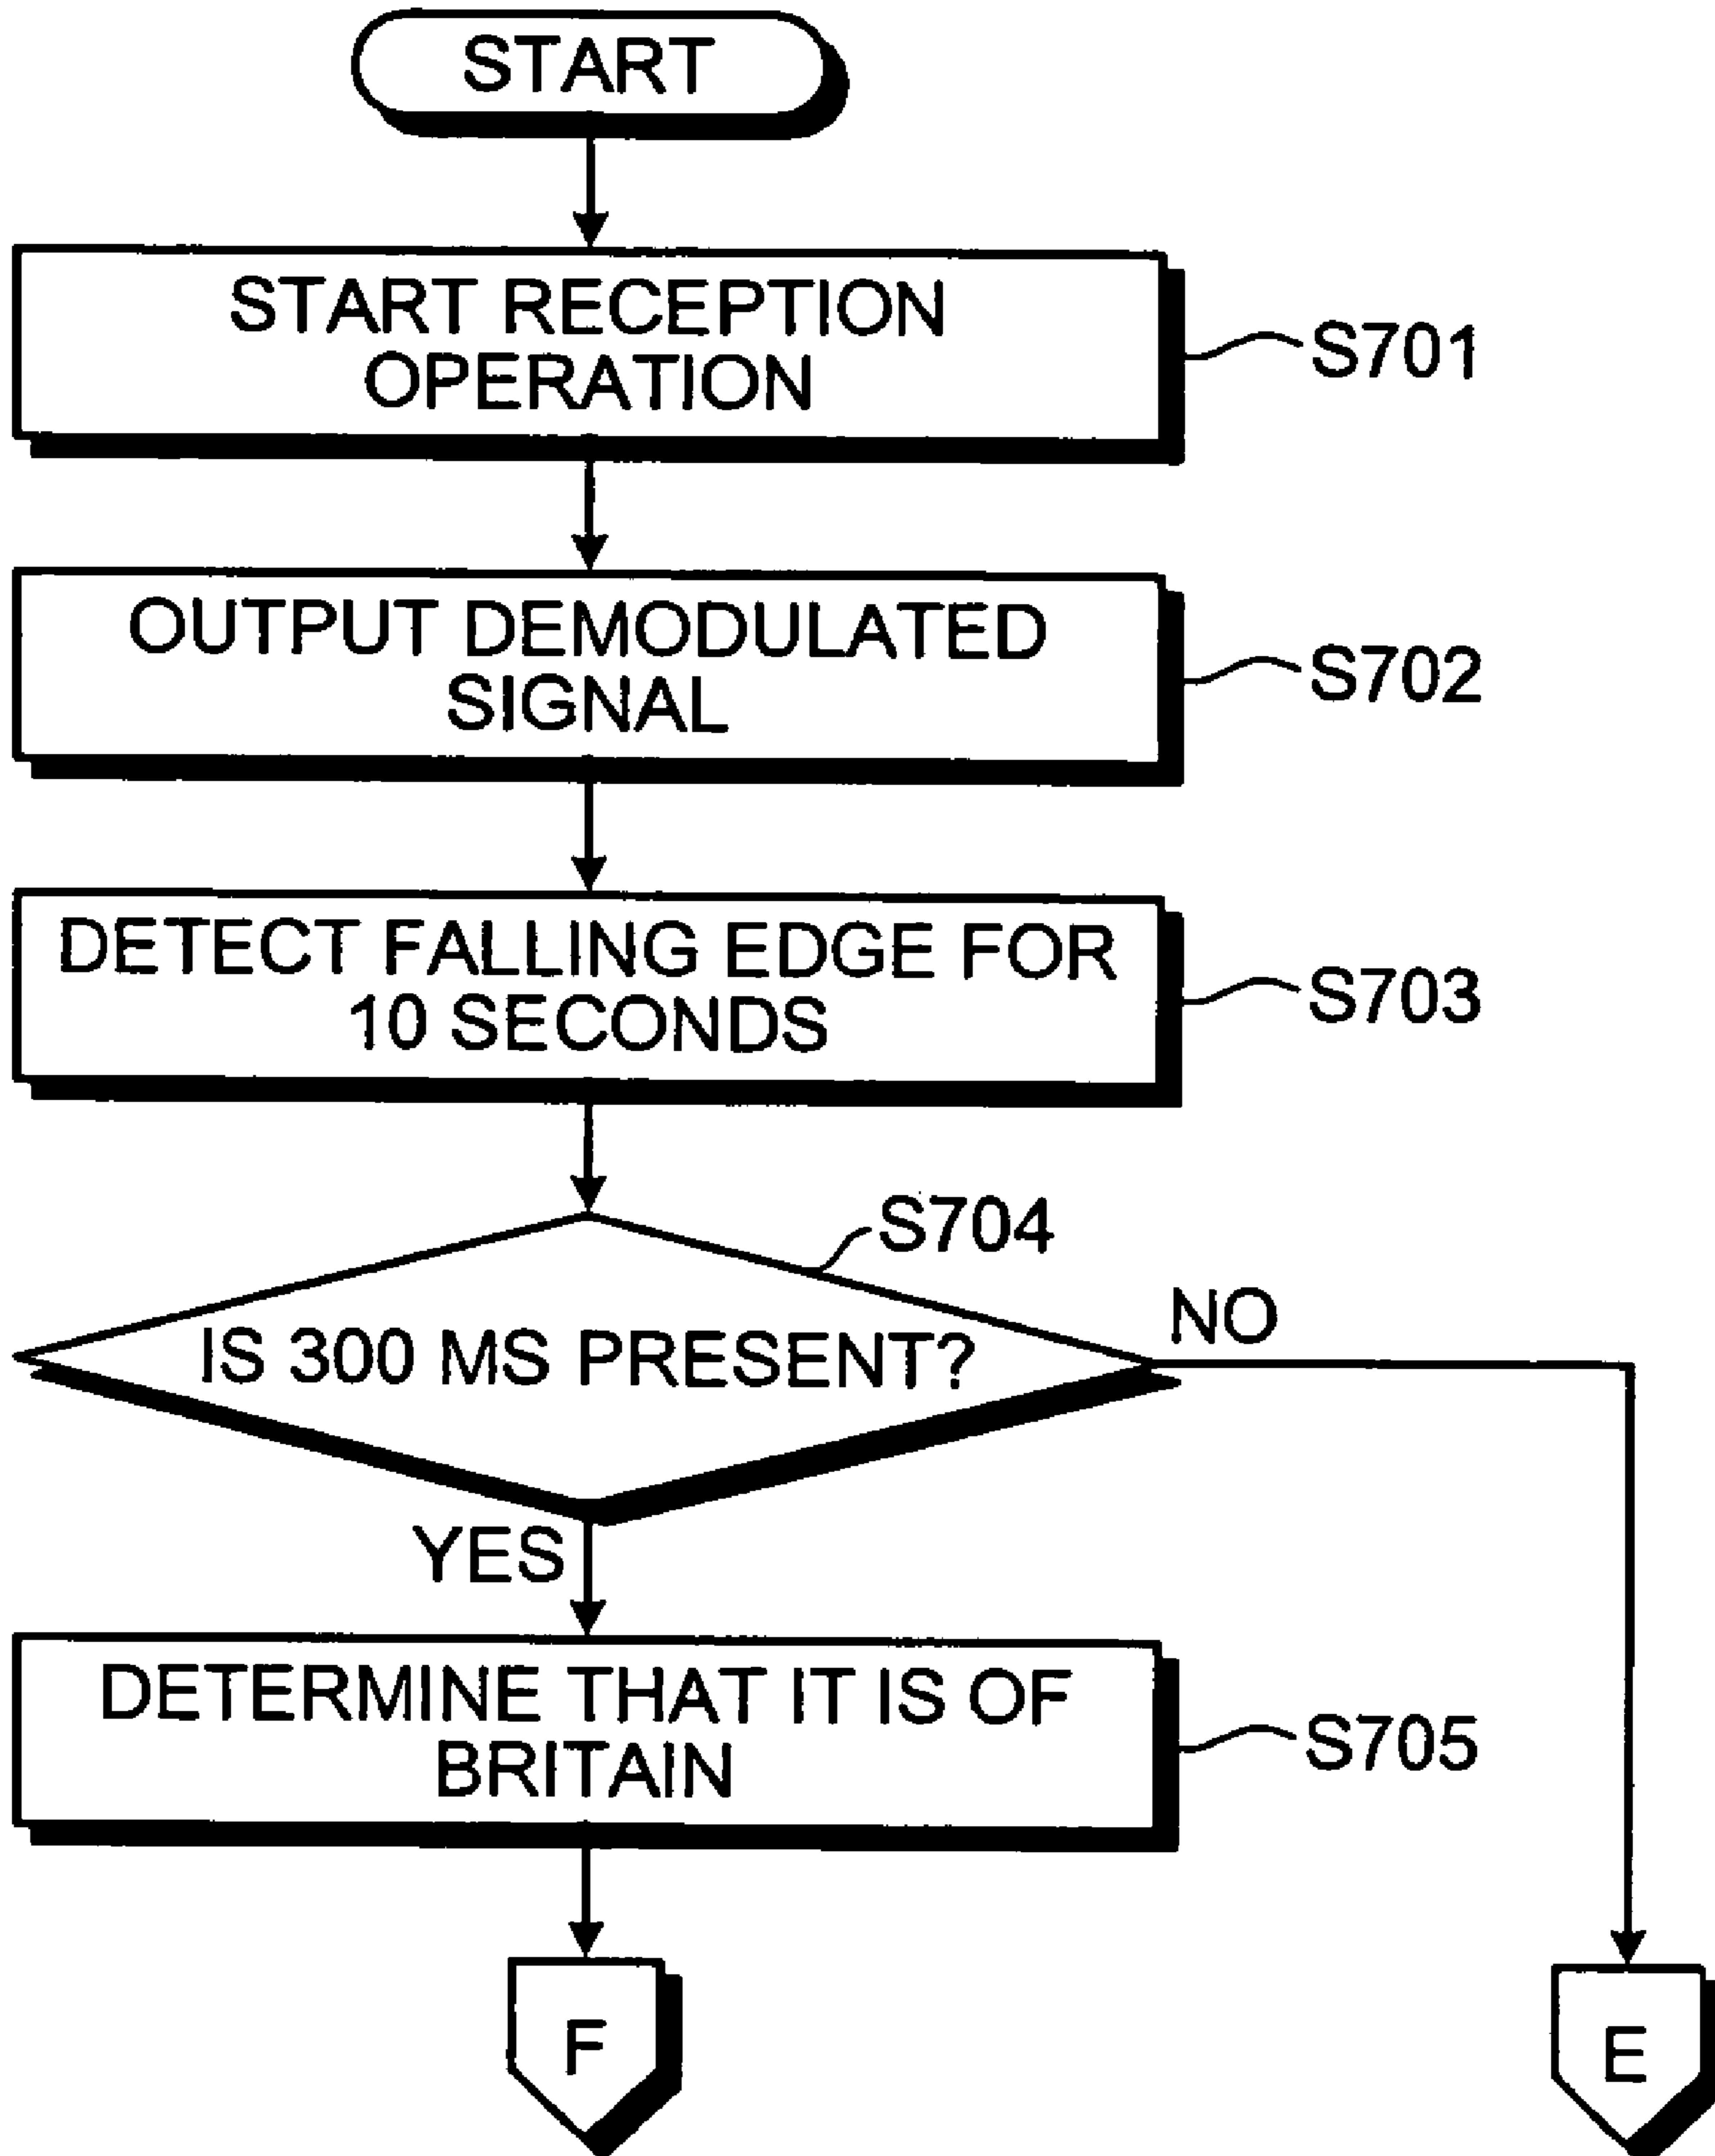 START
START RECEPTION
OPERATION
S701
OUTPUT DEMODULATED
SIGNAL
S702
DETECT FALLING EDGE FOR
10 SECONDS
S703
S704
IS 300 MS PRESENT?
NO
YES
DETERMINE THAT IT IS OF
BRITAIN
S705
F
E